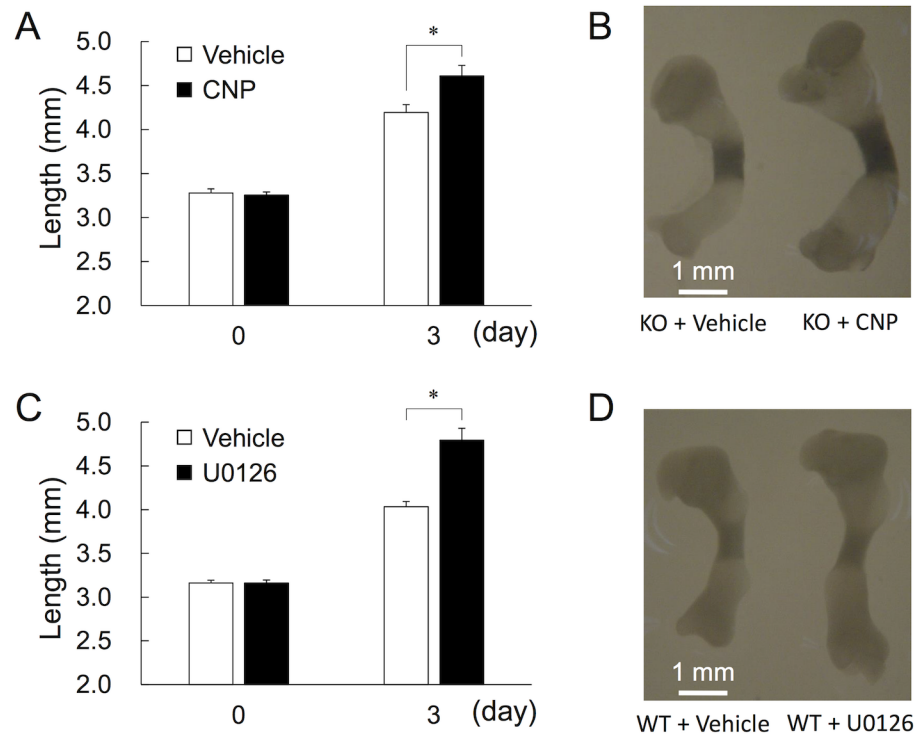 A
5.0
4.5
4.0
3.5
3.0
2.5
2.0
Length (mm)
Vehicle
CNP
*
0
3
(day)
B
1 mm
KO + Vehicle
KO + CNP
C
5.0
4.5
4.0
3.5
3.0
2.5
2.0
Length (mm)
Vehicle
U0126
*
0
3
(day)
D
1 mm
WT + Vehicle
WT + U0126